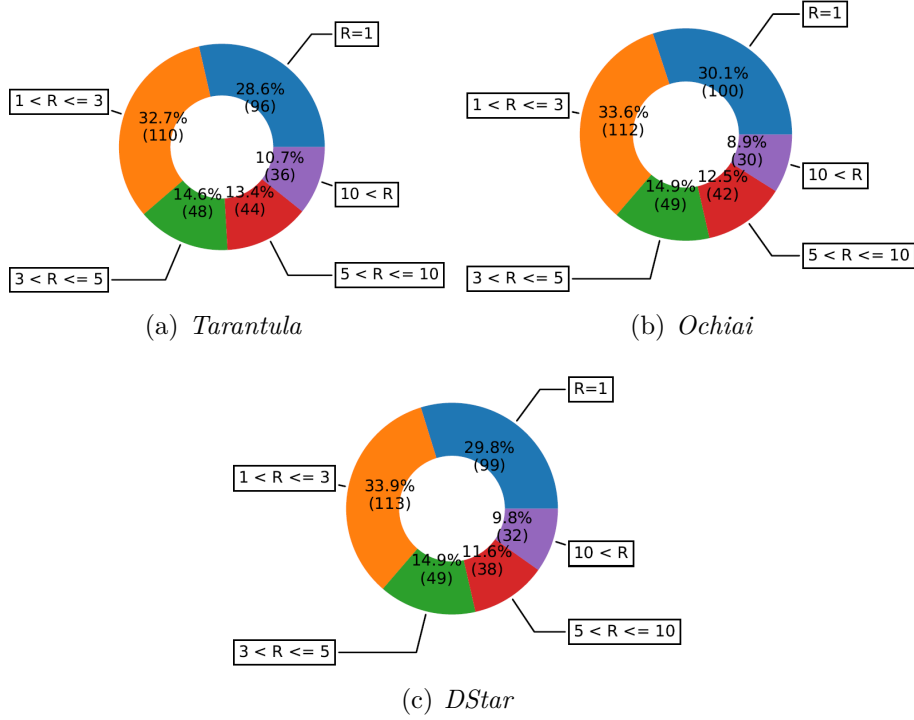 R=1
28.6%
(96)
1 < R <= 3
32.7%
(110)
10.7%
(36)
10 < R
14.6%
(48)
13.4%
(44)
3 < R <= 5
5 < R <= 10
(a) Tarantula
R=1
30.1%
(100)
1 < R <= 3
33.6%
(112)
8.9%
(30)
10 < R
14.9%
(49)
12.5%
(42)
3 < R <= 5
5 < R <= 10
(b) Ochiai
R=1
29.8%
(99)
1 < R <= 3
33.9%
(113)
9.8%
(32)
10 < R
14.9%
(49)
11.6%
(38)
3 < R <= 5
5 < R <= 10
(c) DStar